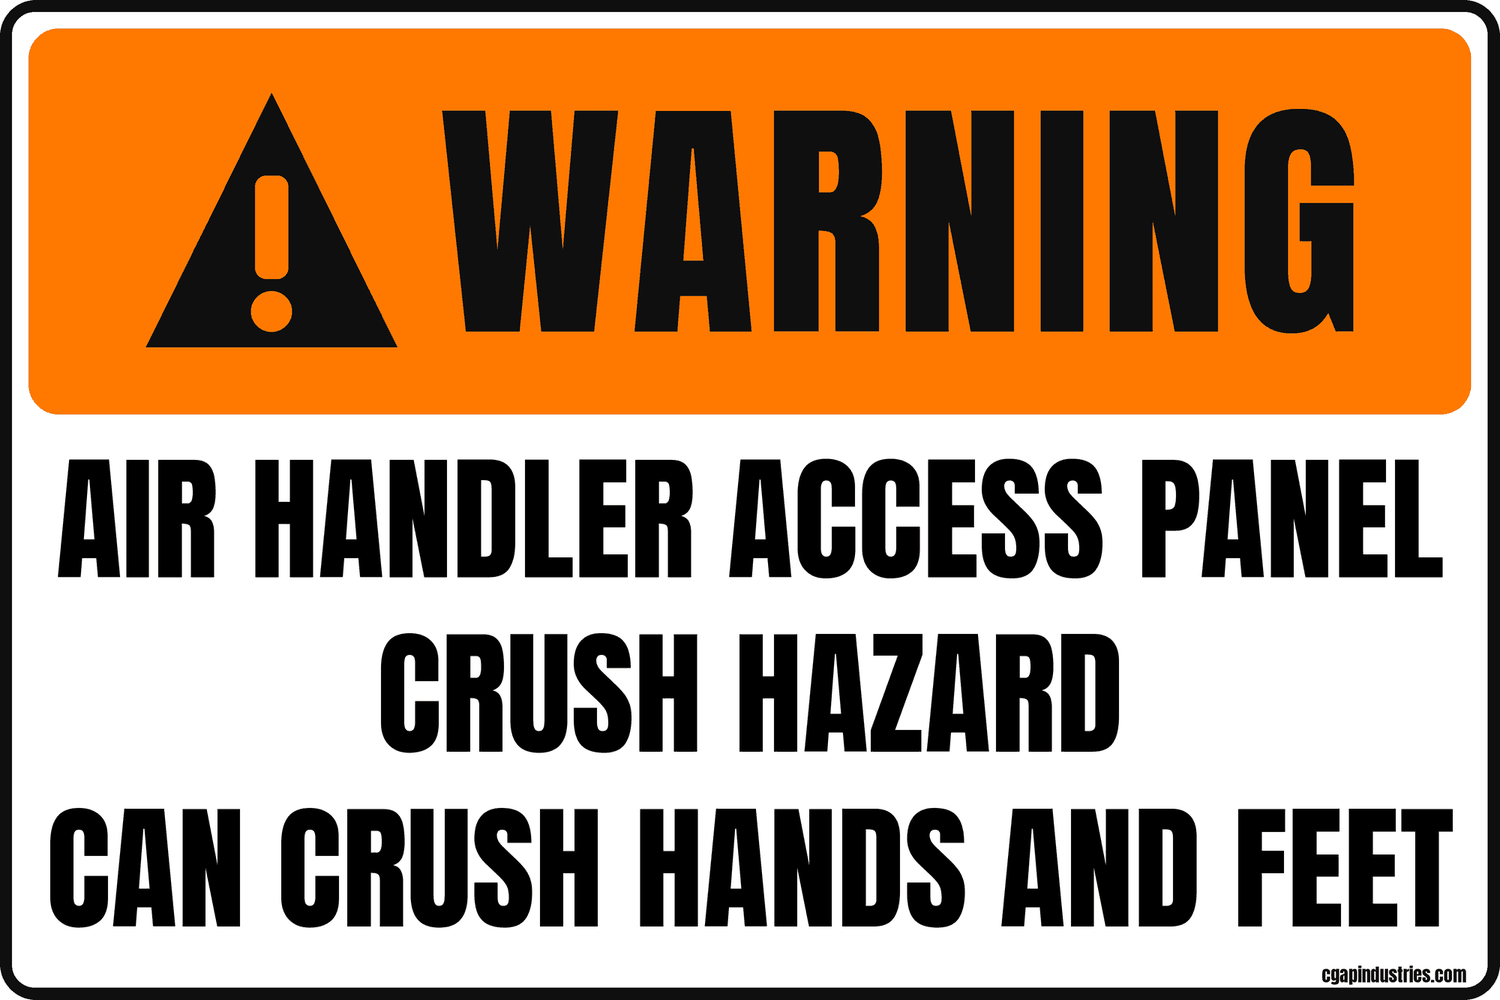 WARNING
AIR HANDLER ACCESS PANEL
CRUSH HAZARD
CAN CRUSH HANDS AND FEET
cgapindustries.com